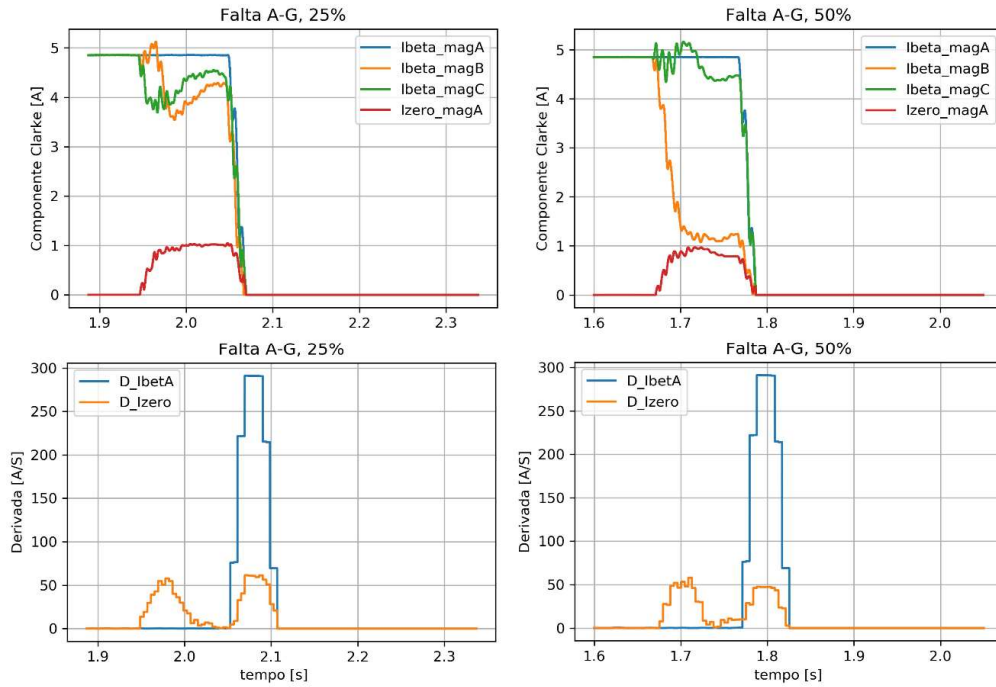 Falta A-G, 25%
Componente Clarke [A]
5
4
3
2
1
0
Ibeta_magA
Ibeta_magB
Ibeta_magC
Izero_magA
1.9
2.0
2.1
2.2
2.3
Falta A-G, 50%
Componente Clarke [A]
5
4
3
2
1
0
Ibeta_magA
Ibeta_magB
Ibeta_magC
Izero_magA
1.6
1.7
1.8
1.9
2.0
Falta A-G, 25%
Derivada [A/S]
300
250
200
150
100
50
0
D_IbetA
D_Izero
1.9
2.0
2.1
2.2
2.3
tempo [s]
Falta A-G, 50%
Derivada [A/S]
300
250
200
150
100
50
0
D_IbetA
D_Izero
1.6
1.7
1.8
1.9
2.0
tempo [s]